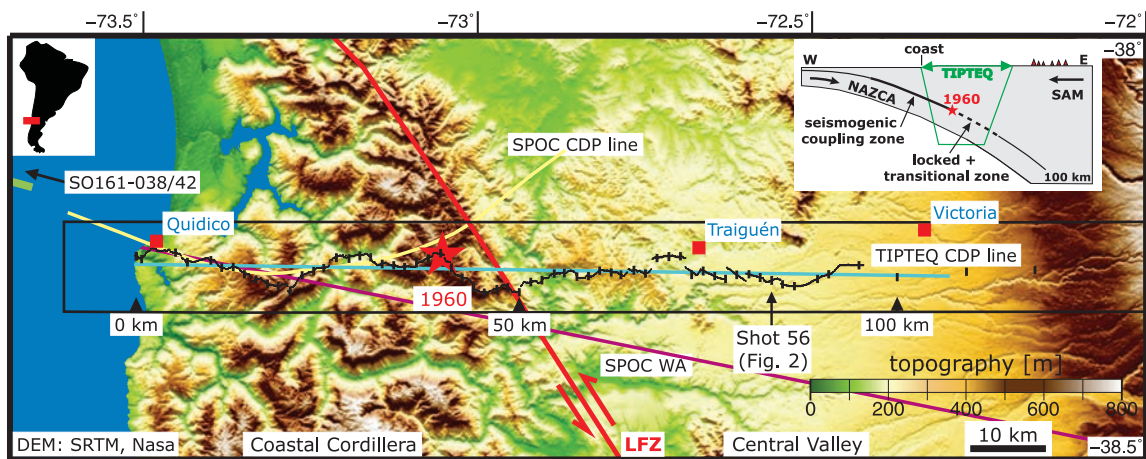 −73.5°
−73°
−72.5°
−72°
−38°
coast
W
TIPTEQ
E
NAZCA
1960
SAM
seismogenic
coupling zone
locked +
transitional zone
100 km
SPOC CDP line
SO161-038/42
Quidico
Traiguén
Victoria
TIPTEQ CDP line
1960
0 km
50 km
100 km
Shot 56
(Fig. 2)
SPOC WA
topography [m]
0 200 400 600 800
10 km
DEM: SRTM, Nasa
Coastal Cordillera
LFZ
Central Valley
−38.5°